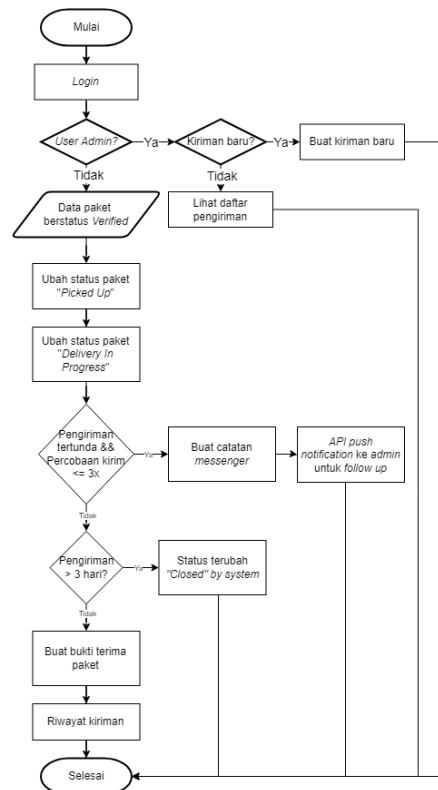 Mulai
Login
User Admin?
Ya
Kiriman baru?
Ya
Buat kiriman baru
Tidak
Tidak
Data paket
berstatus Verified
Lihat daftar
pengiriman
Ubah status paket
"Picked Up"
Ubah status paket
"Delivery In
Progress"
Pengiriman
tertunda &&
Percobaan kirim
<= 3x
Ya
Buat catatan
messenger
API push
notification ke admin
untuk follow up
Tidak
Pengiriman
> 3 hari?
Ya
Status terubah
"Closed" by system
Tidak
Buat bukti terima
paket
Riwayat kiriman
Selesai